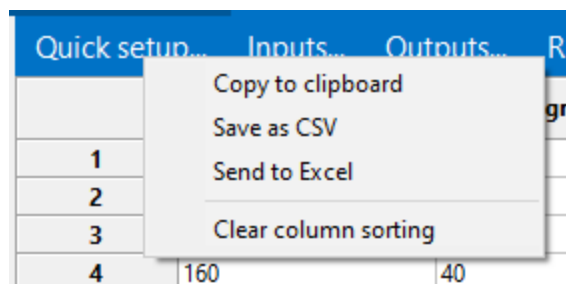 Quick setup... Inputs... Outputs... R
Copy to clipboard
gr
Save as CSV
1
Send to Excel
2
3
Clear column sorting
4 160 40